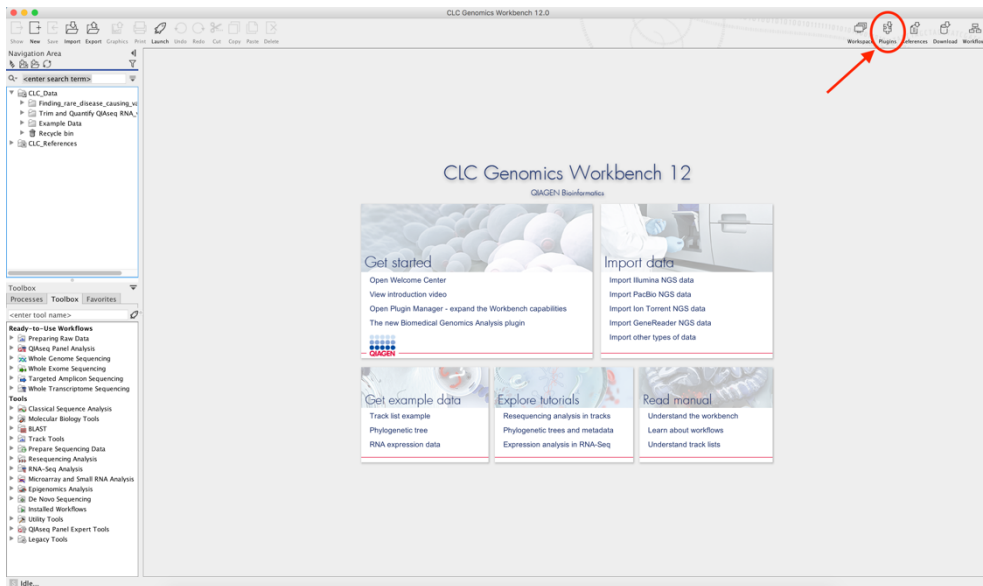 CLC Genomics Workbench 12.0
Show New Save Import Export Graphics Print Launch Undo Redo Cut Copy Paste Delete
Workspace Plugins References Download Workflow
Navigation Area
<enter search term>
CLC_Data
Finding_rare_disease_causing_va
Trim and Quantify QIAseq RNA_
Example Data
Recycle bin
CLC_References
Toolbox
Processes Toolbox Favorites
<enter tool name>
Ready-to-Use Workflows
Preparing Raw Data
QIAseq Panel Analysis
Whole Genome Sequencing
Whole Exome Sequencing
Targeted Amplicon Sequencing
Whole Transcriptome Sequencing
Tools
Classical Sequence Analysis
Molecular Biology Tools
BLAST
Track Tools
Prepare Sequencing Data
Resequencing Analysis
RNA-Seq Analysis
Microarray and Small RNA Analysis
Epigenomics Analysis
De Novo Sequencing
Installed Workflows
Utility Tools
QIAseq Panel Expert Tools
Legacy Tools
Idle...
CLC Genomics Workbench 12
QIAGEN Bioinformatics
Get started
Open Welcome Center
View introduction video
Open Plugin Manager - expand the Workbench capabilities
The new Biomedical Genomics Analysis plugin
QIAGEN
Import data
Import Illumina NGS data
Import PacBio NGS data
Import Ion Torrent NGS data
Import GeneReader NGS data
Import other types of data
Get example data
Track list example
Phylogenetic tree
RNA expression data
Explore tutorials
Resequencing analysis in tracks
Phylogenetic trees and metadata
Expression analysis in RNA-Seq
Read manual
Understand the workbench
Learn about workflows
Understand track lists